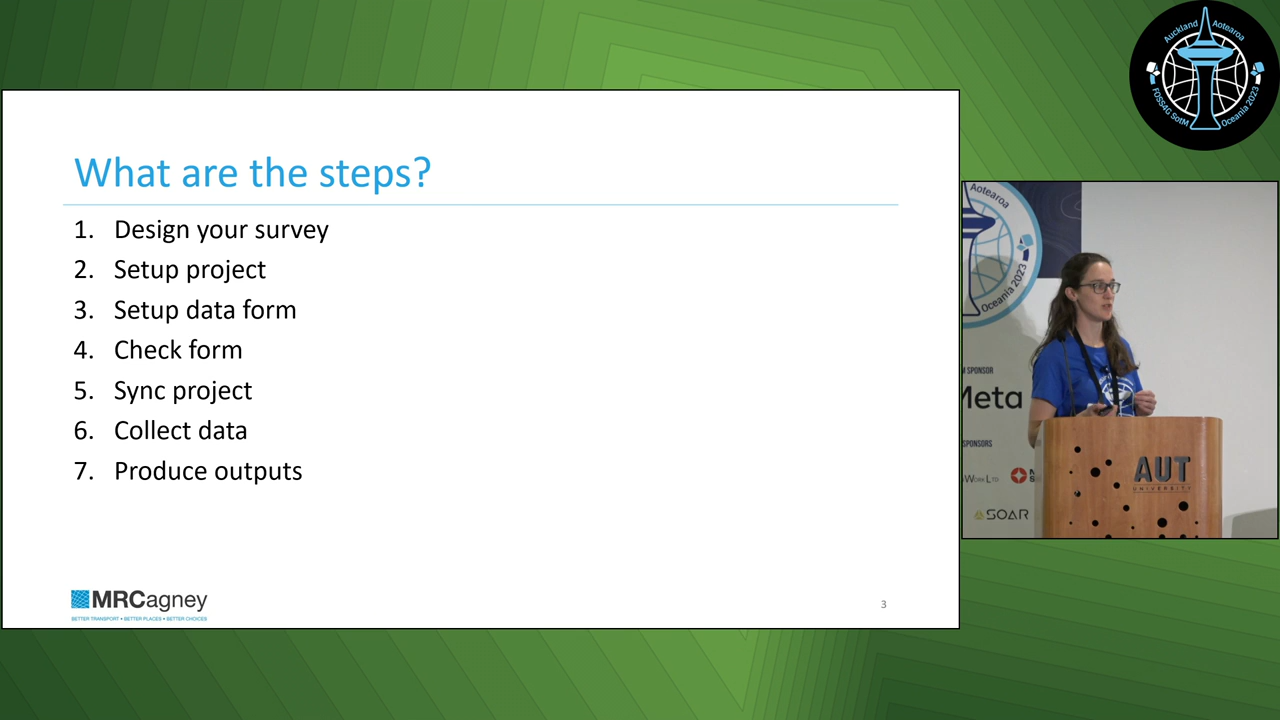 What are the steps?
1. Design your survey
2. Setup project
3. Setup data form
4. Check form
5. Sync project
6. Collect data
7. Produce outputs
MRCagney
BETTER TRANSPORT • BETTER PLACES • BETTER CHOICES
3
Auckland Aotearoa
FOSS4G SotM Oceania 2023
Aotearoa
Oceania 2023
SPONSOR
Meta
SPONSORS
SOAR
AUT
UNIVERSITY